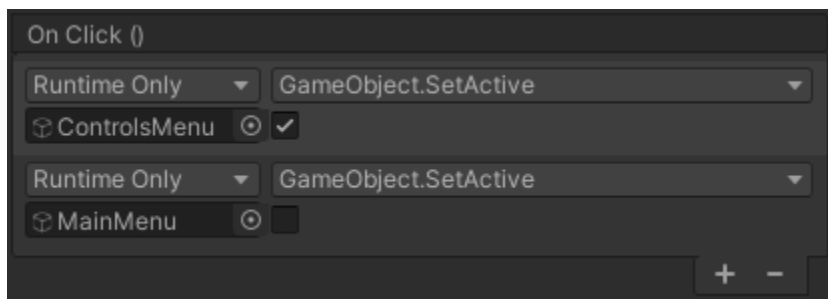 On Click ()
Runtime Only GameObject.SetActive
ControlsMenu
Runtime Only GameObject.SetActive
MainMenu
+ −